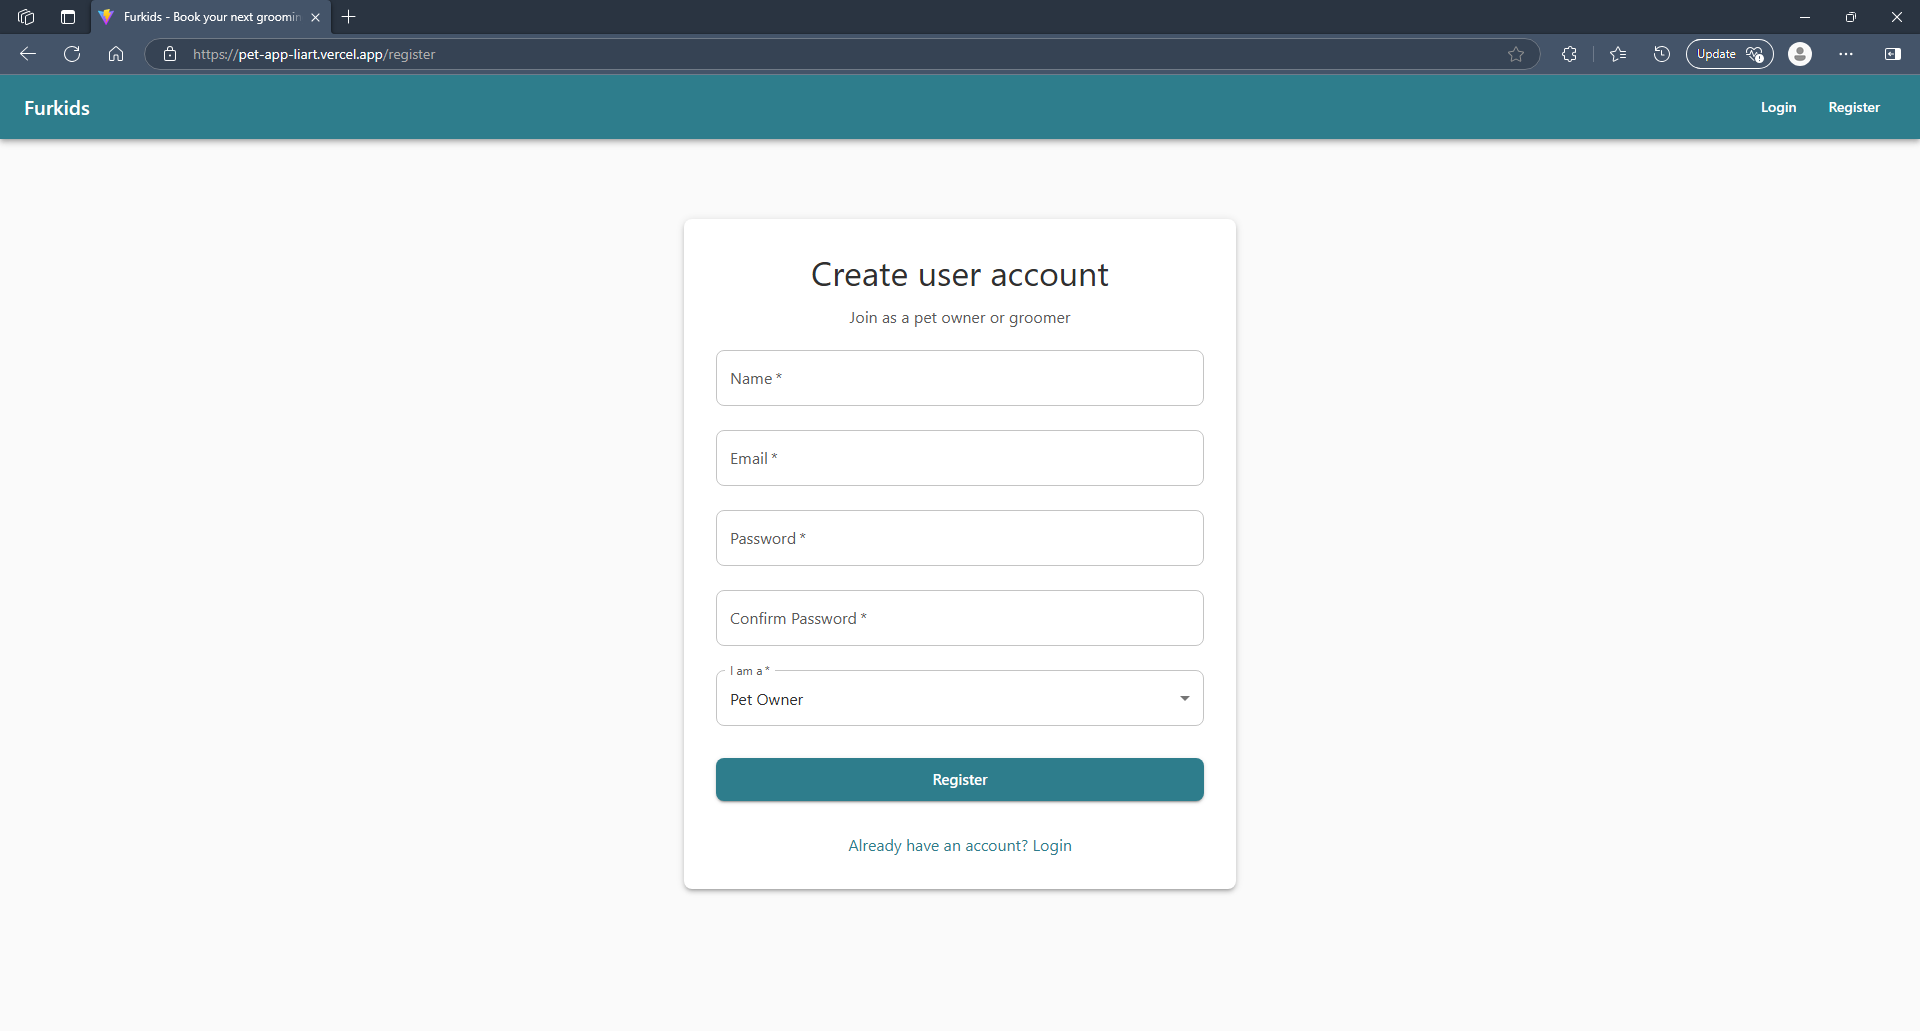 Furkids - Book your next groomin
https://pet-app-liart.vercel.app/register
Update
Furkids
Login
Register
Create user account
Join as a pet owner or groomer
Name *
Email *
Password *
Confirm Password *
I am a *
Pet Owner
Register
Already have an account? Login